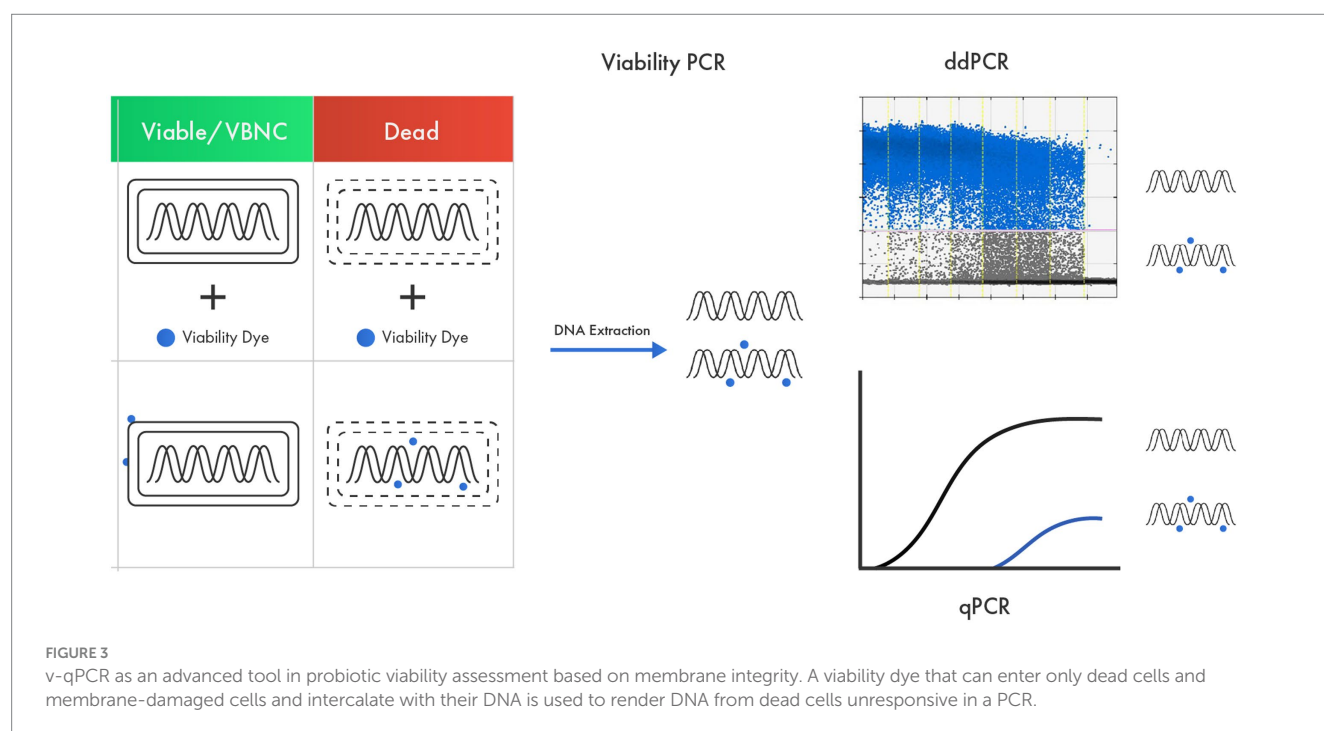 Viability PCR
ddPCR
Viable/VBNC
Dead
+
+
Viability Dye
Viability Dye
DNA Extraction
qPCR
FIGURE 3
v-qPCR as an advanced tool in probiotic viability assessment based on membrane integrity. A viability dye that can enter only dead cells and
membrane-damaged cells and intercalate with their DNA is used to render DNA from dead cells unresponsive in a PCR.